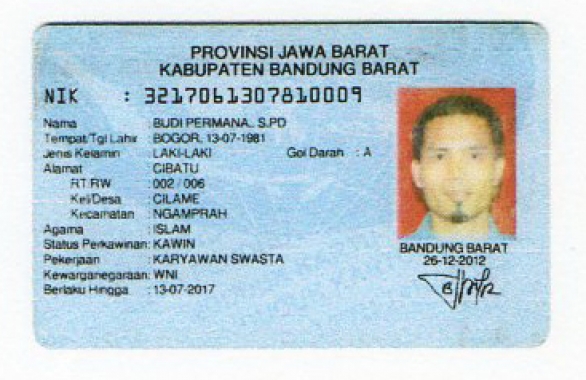 PROVINSI JAWA BARAT
KABUPATEN BANDUNG BARAT
NIK : 3217061307810009
Nama : BUDI PERMANA. S.PD
Tempat/Tgl Lahir : BOGOR, 13-07-1981
Jenis Kelamin : LAKI-LAKI Gol Darah : A
Alamat : CIBATU
RT/RW : 002 / 006
Kel/Desa : CILAME
Kecamatan : NGAMPRAH
Agama : ISLAM
Status Perkawinan: KAWIN
Pekerjaan : KARYAWAN SWASTA
Kewarganegaraan: WNI
Berlaku Hingga : 13-07-2017
BANDUNG BARAT
26-12-2012